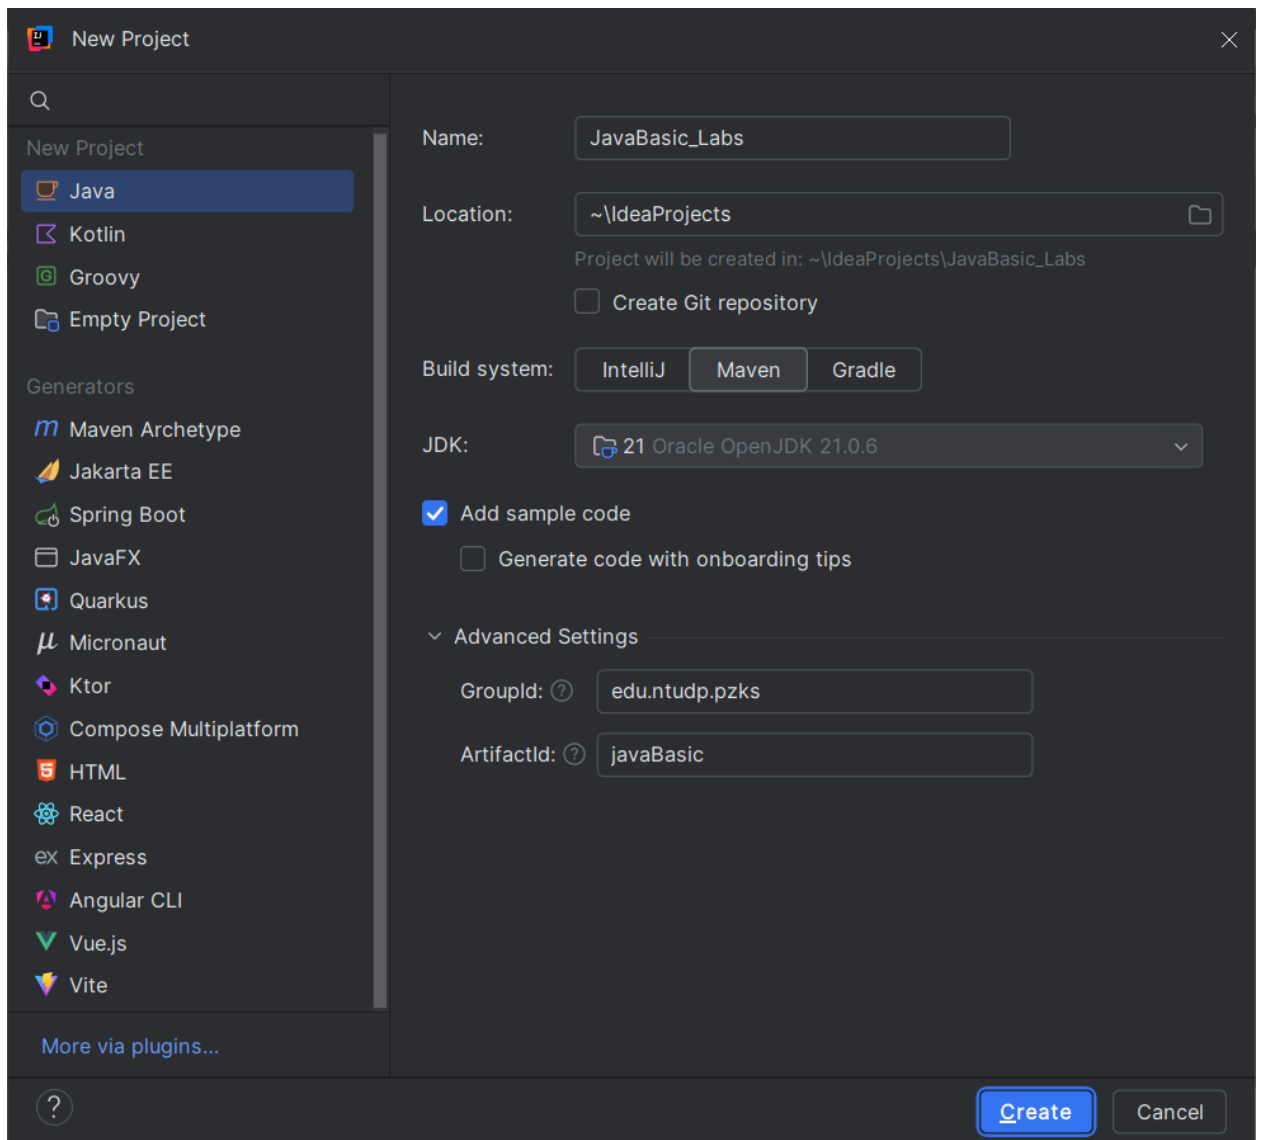 New Project
New Project
Java
Kotlin
Groovy
Empty Project
Generators
Maven Archetype
Jakarta EE
Spring Boot
JavaFX
Quarkus
Micronaut
Ktor
Compose Multiplatform
HTML
React
Express
Angular CLI
Vue.js
Vite
More via plugins...
Name: JavaBasic_Labs
Location: ~\IdeaProjects
Project will be created in: ~\IdeaProjects\JavaBasic_Labs
Create Git repository
Build system: IntelliJ Maven Gradle
JDK: 21 Oracle OpenJDK 21.0.6
Add sample code
Generate code with onboarding tips
Advanced Settings
GroupId: ? edu.ntudp.pzks
ArtifactId: ? javaBasic
? Create Cancel